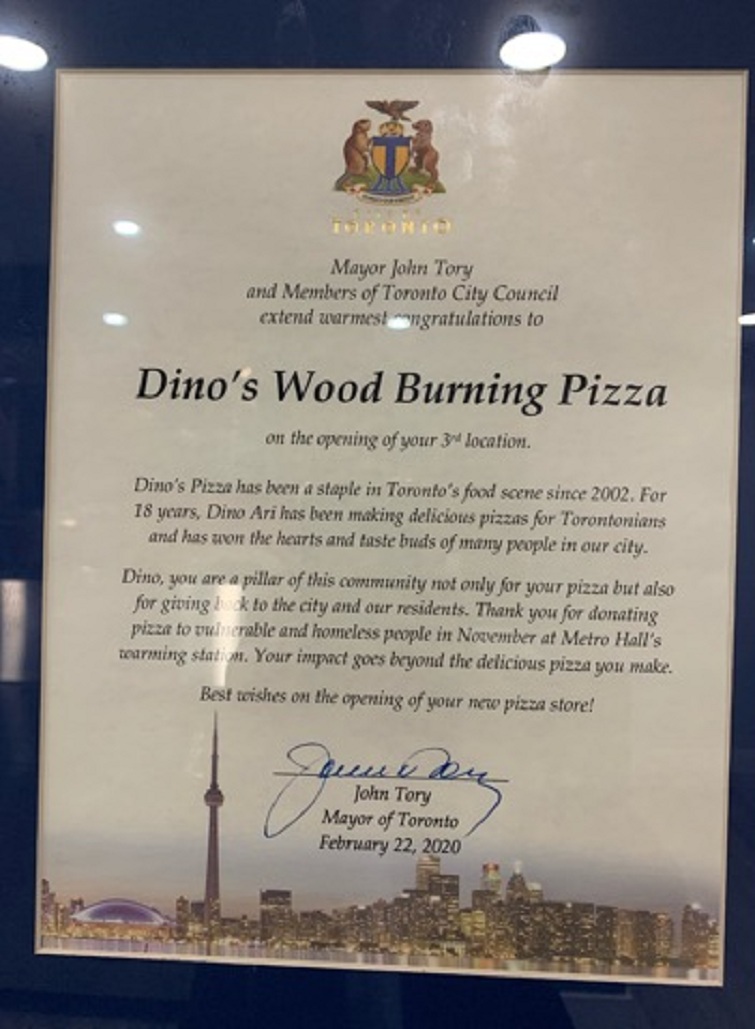 TORONTO
Mayor John Tory
and Members of Toronto City Council
extend warmest congratulations to
Dino's Wood Burning Pizza
on the opening of your 3rd location.
Dino's Pizza has been a staple in Toronto's food scene since 2002. For
18 years, Dino Ari has been making delicious pizzas for Torontonians
and has won the hearts and taste buds of many people in our city.
Dino, you are a pillar of this community not only for your pizza but also
for giving back to the city and our residents. Thank you for donating
pizza to vulnerable and homeless people in November at Metro Hall's
warming station. Your impact goes beyond the delicious pizza you make.
Best wishes on the opening of your new pizza store!
John Tory
Mayor of Toronto
February 22, 2020